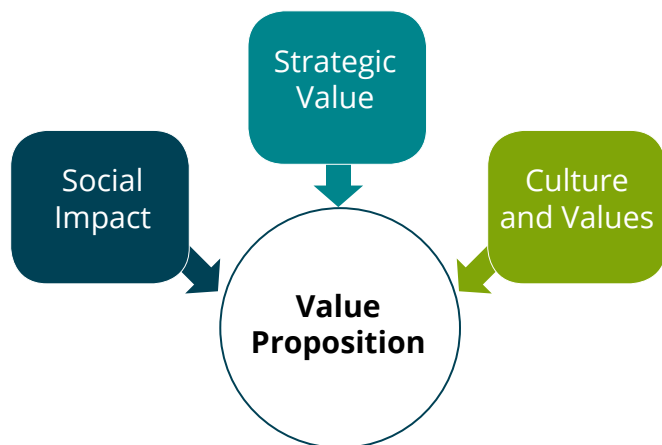 Strategic
Value
Social
Impact
Culture
and Values
Value
Proposition